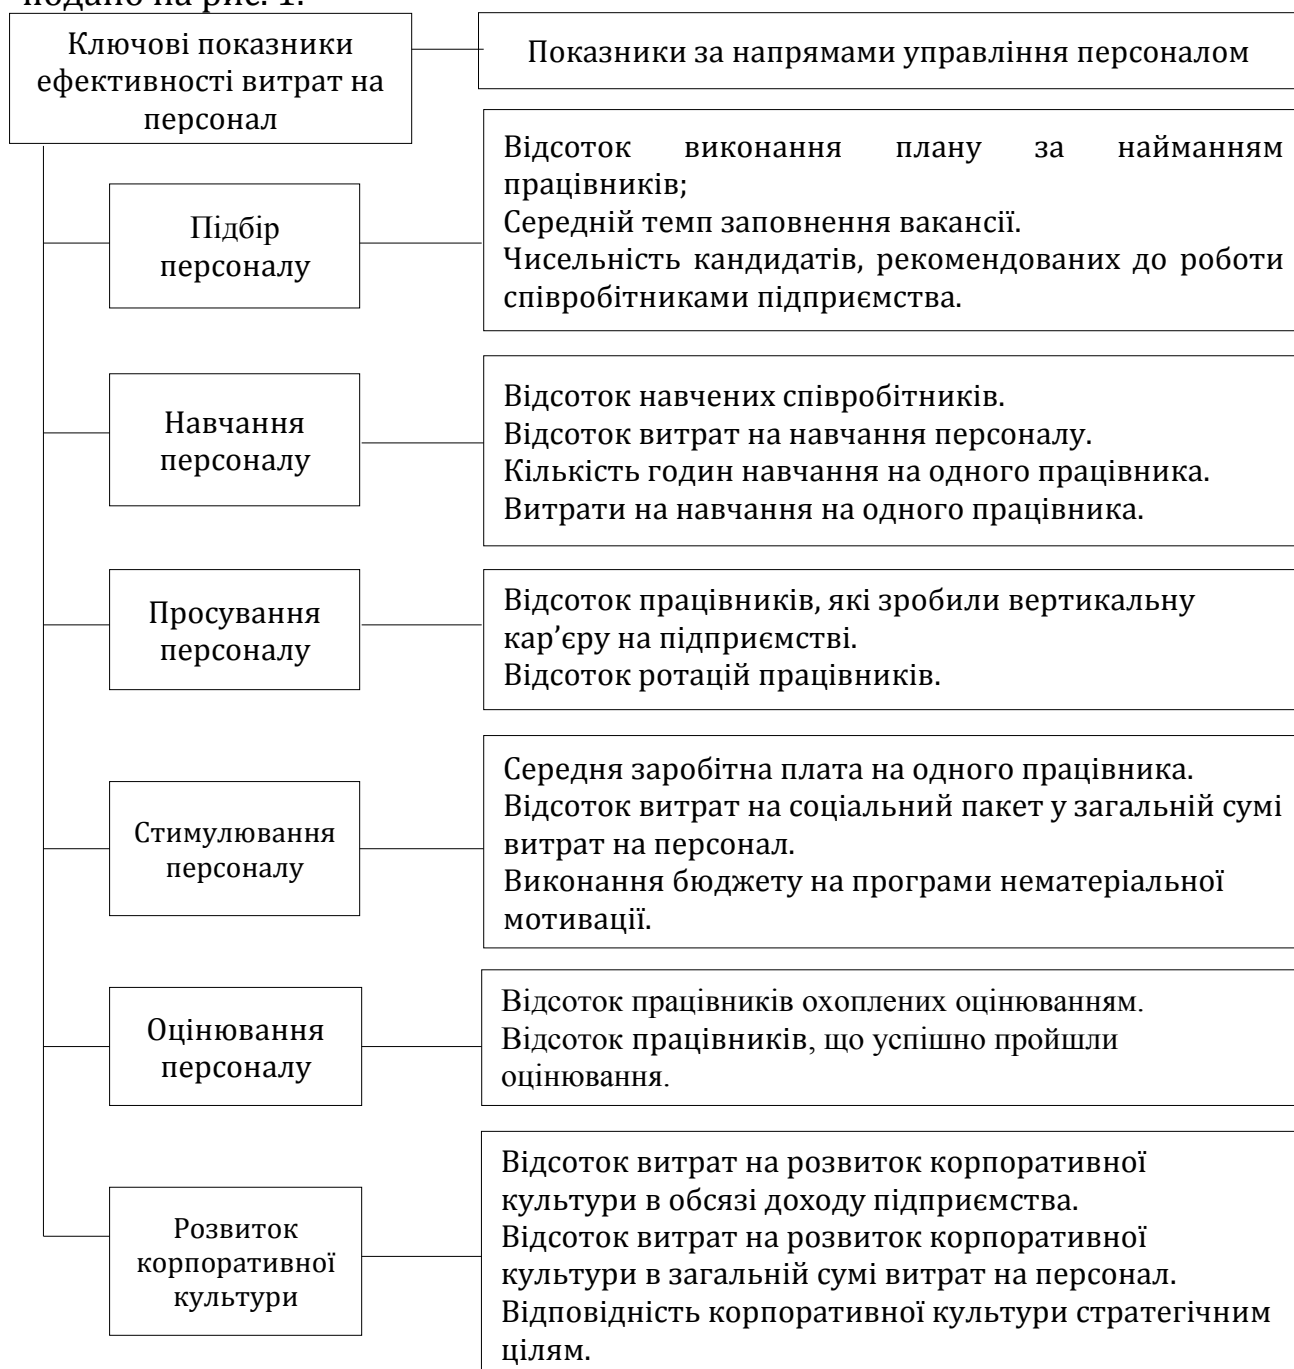 подано на рис. 1.
Ключові показники
ефективності витрат на
персонал
Показники за напрямами управління персоналом
Підбір
персоналу
Відсоток виконання плану за найманням
працівників;
Середній темп заповнення вакансії.
Чисельність кандидатів, рекомендованих до роботи
співробітниками підприємства.
Навчання
персоналу
Відсоток навчених співробітників.
Відсоток витрат на навчання персоналу.
Кількість годин навчання на одного працівника.
Витрати на навчання на одного працівника.
Просування
персоналу
Відсоток працівників, які зробили вертикальну
кар’єру на підприємстві.
Відсоток ротацій працівників.
Стимулювання
персоналу
Середня заробітна плата на одного працівника.
Відсоток витрат на соціальний пакет у загальній сумі
витрат на персонал.
Виконання бюджету на програми нематеріальної
мотивації.
Оцінювання
персоналу
Відсоток працівників охоплених оцінюванням.
Відсоток працівників, що успішно пройшли
оцінювання.
Розвиток
корпоративної
культури
Відсоток витрат на розвиток корпоративної
культури в обсязі доходу підприємства.
Відсоток витрат на розвиток корпоративної
культури в загальній сумі витрат на персонал.
Відповідність корпоративної культури стратегічним
цілям.